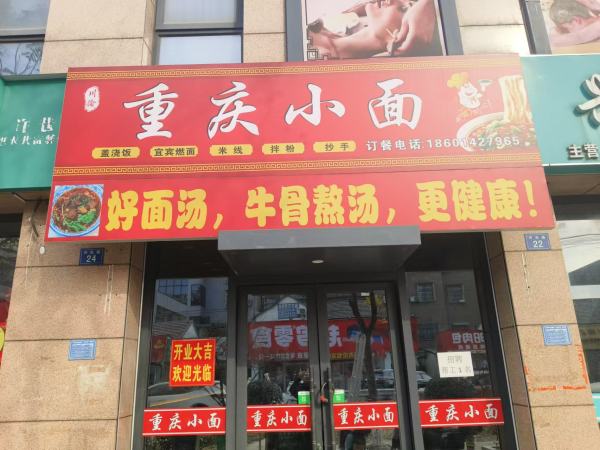 川渝
重庆小面
盖浇饭 宜宾燃面 米线 拌粉 抄手 订餐电话:18601427965
好面汤，牛骨熬汤，更健康！
主营
24
22
开业大吉
欢迎光临
招聘
重庆小面
重庆小面
重庆小面
重庆小面